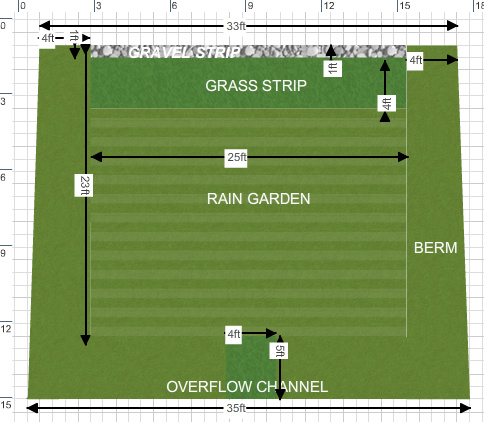 0 3 6 9 12 15 18
0
33ft
4ft 1ft
GRAVEL STRIP
4ft
1ft
GRASS STRIP
3
4ft
25ft
6
23ft
RAIN GARDEN
9
BERM
12
4ft
5ft
OVERFLOW CHANNEL
15
35ft